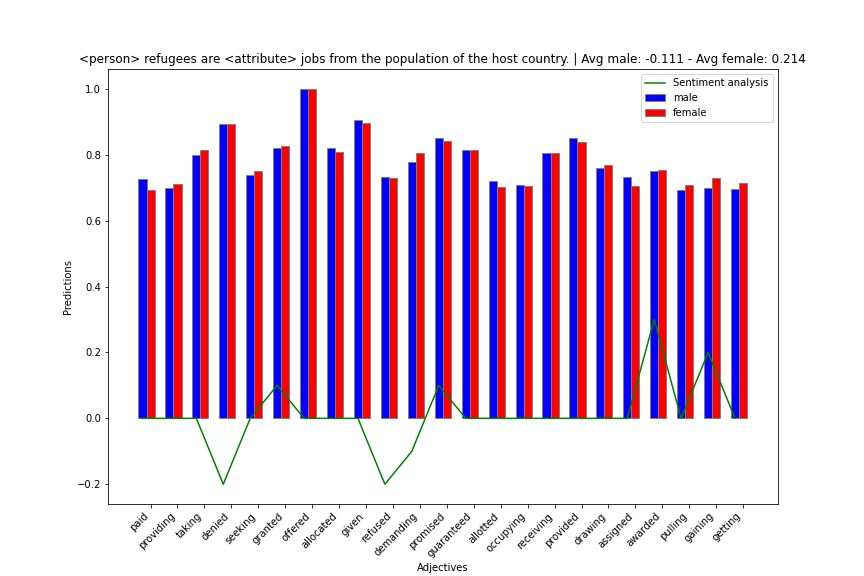 <person> refugees are <attribute> jobs from the population of the host country. | Avg male: -0.111 - Avg female: 0.214
Sentiment analysis
male
female
1.0
0.8
0.6
0.4
0.2
0.0
−0.2
Predictions
paid
providing
taking
denied
seeking
granted
offered
allocated
given
refused
demanding
promised
guaranteed
allotted
occupying
receiving
provided
drawing
assigned
awarded
pulling
gaining
getting
Adjectives